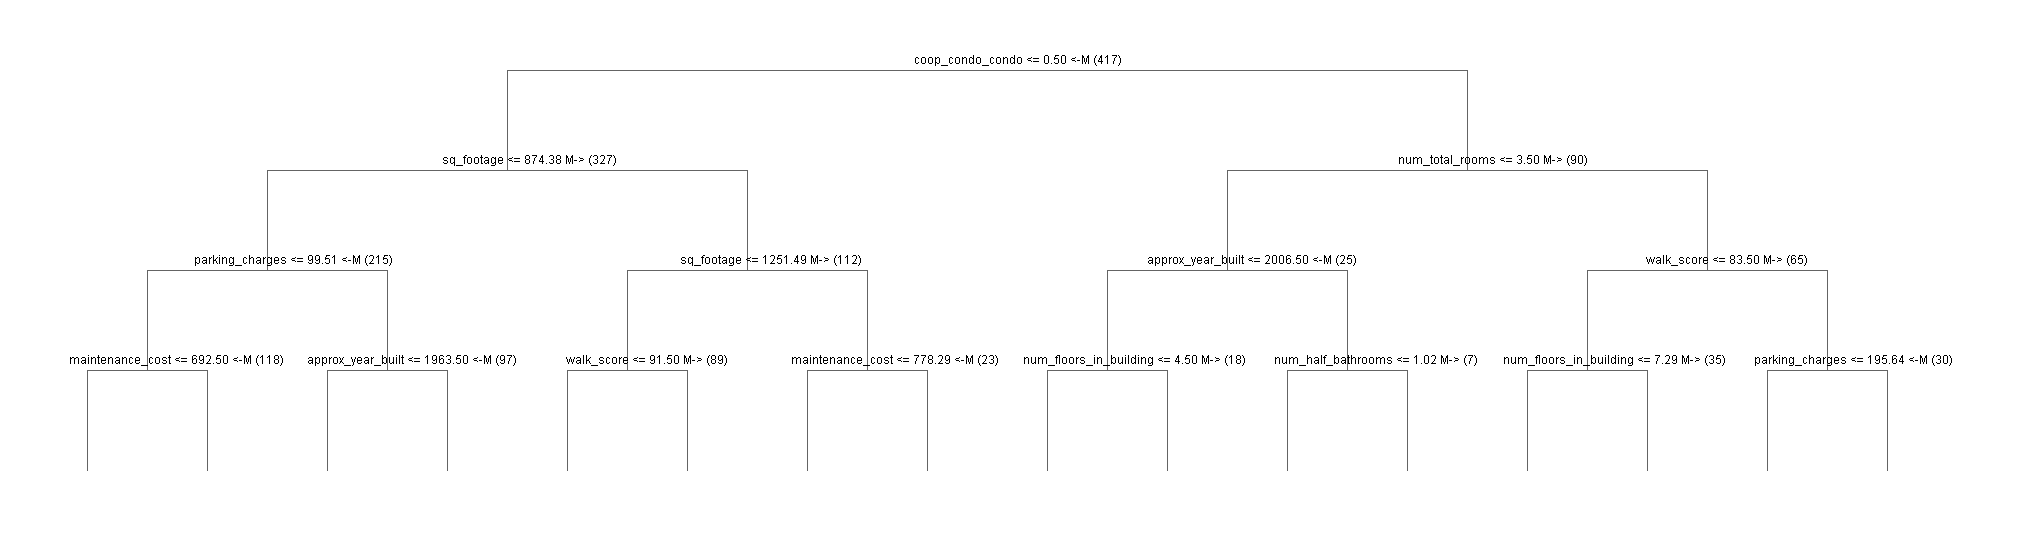 coop_condo_condo <= 0.50 <-M (417)
sq_footage <= 874.38 M-> (327)
num_total_rooms <= 3.50 M-> (90)
parking_charges <= 99.51 <-M (215)
sq_footage <= 1251.49 M-> (112)
approx_year_built <= 2006.50 <-M (25)
walk_score <= 83.50 M-> (65)
maintenance_cost <= 692.50 <-M (118)
approx_year_built <= 1963.50 <-M (97)
walk_score <= 91.50 M-> (89)
maintenance_cost <= 778.29 <-M (23)
num_floors_in_building <= 4.50 M-> (18)
num_half_bathrooms <= 1.02 M-> (7)
num_floors_in_building <= 7.29 M-> (35)
parking_charges <= 195.64 <-M (30)